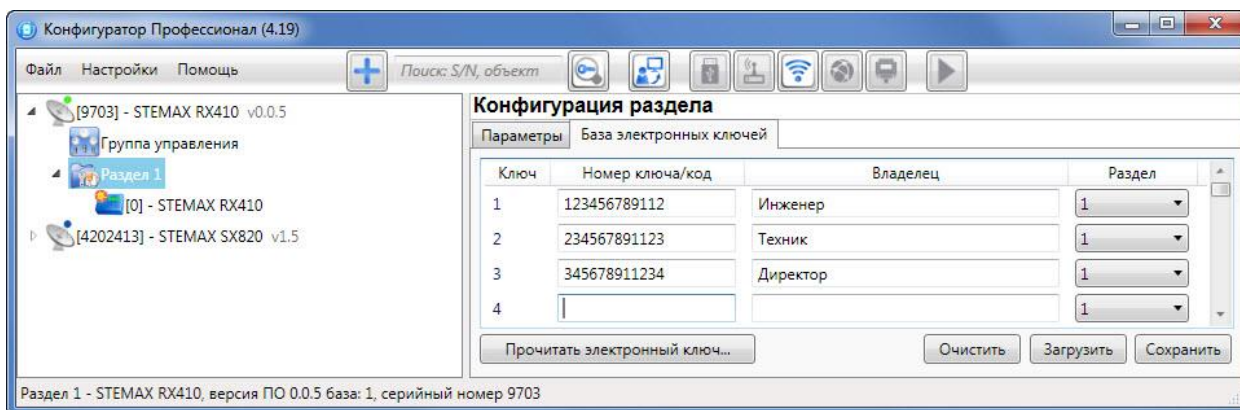 Конфигуратор Профессионал (4.19)
Файл Настройки Помощь Поиск: S/N, объект
[9703] - STEMAX RX410 v0.0.5
Группа управления
Раздел 1
[0] - STEMAX RX410
[4202413] - STEMAX SX820 v1.5
Конфигурация раздела
Параметры База электронных ключей
Ключ Номер ключа/код Владелец Раздел
1 123456789112 Инженер 1
2 234567891123 Техник 1
3 345678911234 Директор 1
4 1
Прочитать электронный ключ... Очистить Загрузить Сохранить
Раздел 1 - STEMAX RX410, версия ПО 0.0.5 база: 1, серийный номер 9703